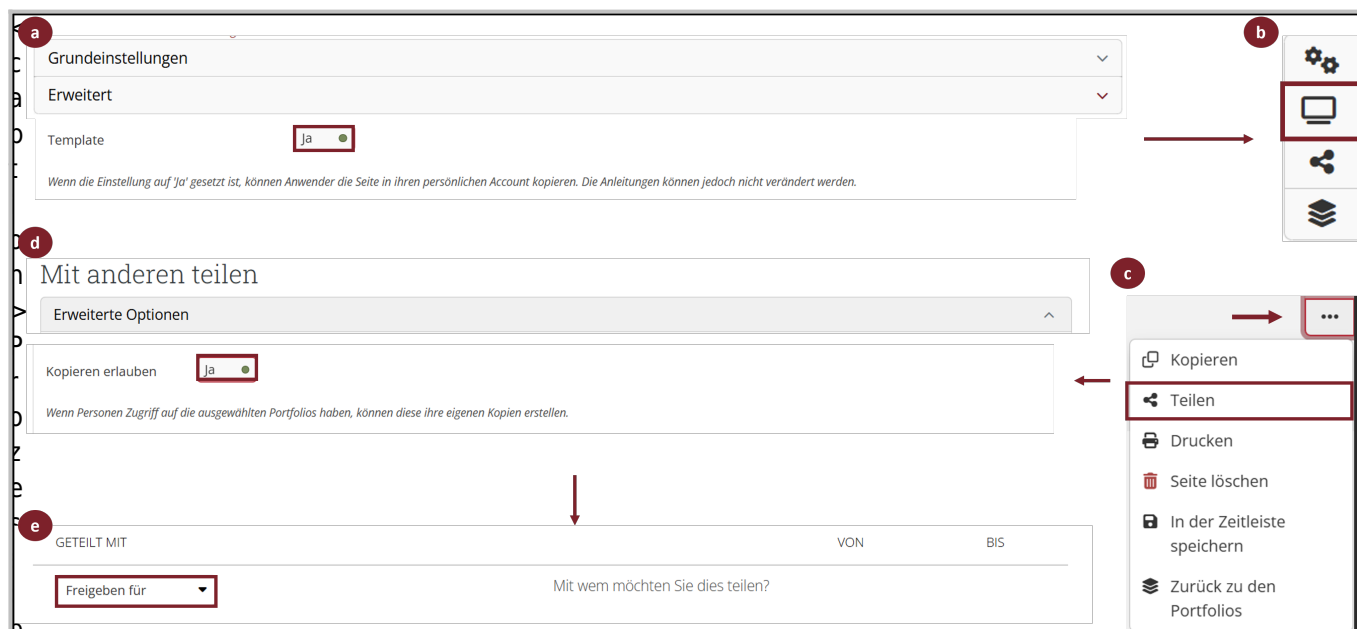 a
Grundeinstellungen
Erweitert
Template
Ja
Wenn die Einstellung auf 'Ja' gesetzt ist, können Anwender die Seite in ihren persönlichen Account kopieren. Die Anleitungen können jedoch nicht verändert werden.
b
c
Kopieren
Teilen
Drucken
Seite löschen
In der Zeitleiste
speichern
Zurück zu den
Portfolios
d
Mit anderen teilen
Erweiterte Optionen
Kopieren erlauben
Ja
Wenn Personen Zugriff auf die ausgewählten Portfolios haben, können diese ihre eigenen Kopien erstellen.
e
GETEILT MIT
VON
BIS
Freigeben für
Mit wem möchten Sie dies teilen?